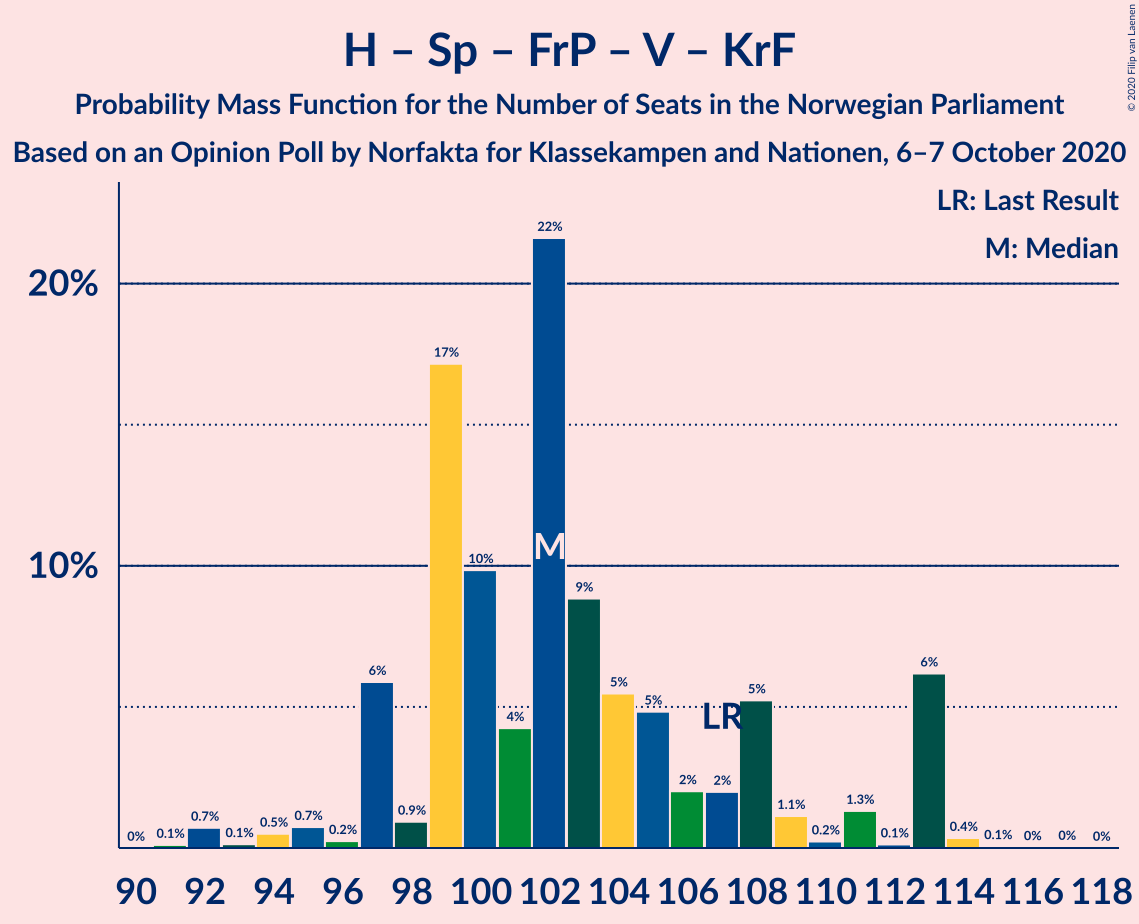 H – Sp – FrP – V – KrF
Probability Mass Function for the Number of Seats in the Norwegian Parliament
Based on an Opinion Poll by Norfakta for Klassekampen and Nationen, 6–7 October 2020
© 2020 Filip van Laenen
LR: Last Result
M: Median
20%
10%
0% 0.1% 0.7% 0.1% 0.5% 0.7% 0.2% 6% 0.9% 17% 10% 4% 22% 9% 5% 5% 2% 2% 5% 1.1% 0.2% 1.3% 0.1% 6% 0.4% 0.1% 0% 0% 0%
M
LR
90 92 94 96 98 100 102 104 106 108 110 112 114 116 118